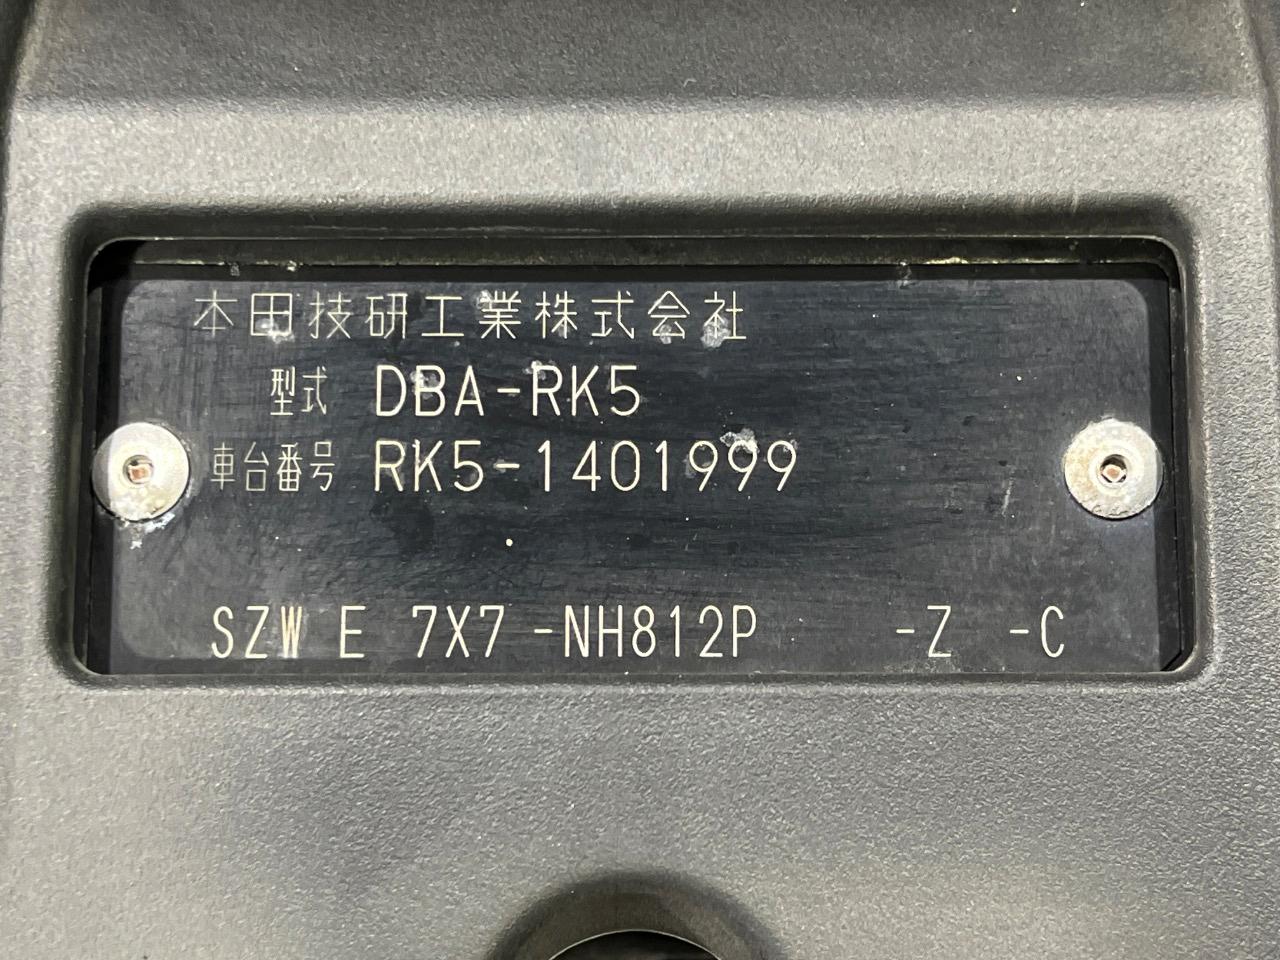 本田技研工業株式会社
型式 DBA-RK5
車台番号 RK5-1401999
SZW E 7X7 -NH812P -Z -C